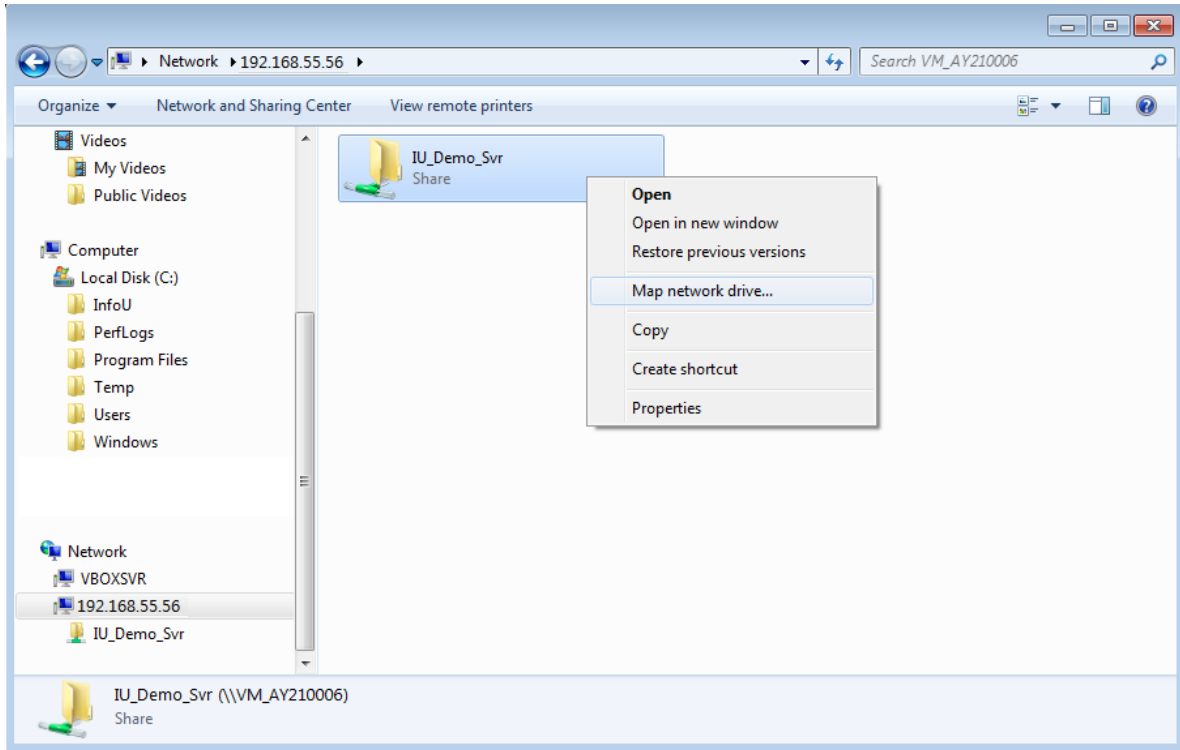 Network 192.168.55.56
Search VM_AY210006
Organize Network and Sharing Center View remote printers
Videos
My Videos
Public Videos
Computer
Local Disk (C:)
InfoU
PerfLogs
Program Files
Temp
Users
Windows
Network
VBOXSVR
192.168.55.56
IU_Demo_Svr
IU_Demo_Svr
Share
Open
Open in new window
Restore previous versions
Map network drive...
Copy
Create shortcut
Properties
IU_Demo_Svr (\\VM_AY210006)
Share